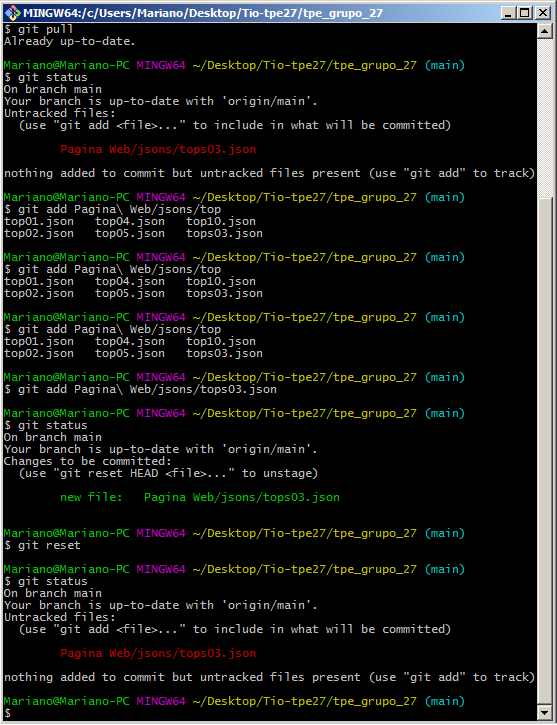 MINGW64:/c/Users/Mariano/Desktop/Tio-tpe27/tpe_grupo_27
$ git pull
Already up-to-date.
Mariano@Mariano-PC MINGW64 ~/Desktop/Tio-tpe27/tpe_grupo_27 (main)
$ git status
On branch main
Your branch is up-to-date with 'origin/main'.
Untracked files:
  (use "git add <file>..." to include in what will be committed)
        Pagina Web/jsons/tops03.json
nothing added to commit but untracked files present (use "git add" to track)
Mariano@Mariano-PC MINGW64 ~/Desktop/Tio-tpe27/tpe_grupo_27 (main)
$ git add Pagina\ Web/jsons/top
top01.json   top04.json   top10.json
top02.json   top05.json   tops03.json
Mariano@Mariano-PC MINGW64 ~/Desktop/Tio-tpe27/tpe_grupo_27 (main)
$ git add Pagina\ Web/jsons/top
top01.json   top04.json   top10.json
top02.json   top05.json   tops03.json
Mariano@Mariano-PC MINGW64 ~/Desktop/Tio-tpe27/tpe_grupo_27 (main)
$ git add Pagina\ Web/jsons/top
top01.json   top04.json   top10.json
top02.json   top05.json   tops03.json
Mariano@Mariano-PC MINGW64 ~/Desktop/Tio-tpe27/tpe_grupo_27 (main)
$ git add Pagina\ Web/jsons/tops03.json
Mariano@Mariano-PC MINGW64 ~/Desktop/Tio-tpe27/tpe_grupo_27 (main)
$ git status
On branch main
Your branch is up-to-date with 'origin/main'.
Changes to be committed:
  (use "git reset HEAD <file>..." to unstage)
        new file:   Pagina Web/jsons/tops03.json
Mariano@Mariano-PC MINGW64 ~/Desktop/Tio-tpe27/tpe_grupo_27 (main)
$ git reset
Mariano@Mariano-PC MINGW64 ~/Desktop/Tio-tpe27/tpe_grupo_27 (main)
$ git status
On branch main
Your branch is up-to-date with 'origin/main'.
Untracked files:
  (use "git add <file>..." to include in what will be committed)
        Pagina Web/jsons/tops03.json
nothing added to commit but untracked files present (use "git add" to track)
Mariano@Mariano-PC MINGW64 ~/Desktop/Tio-tpe27/tpe_grupo_27 (main)
$